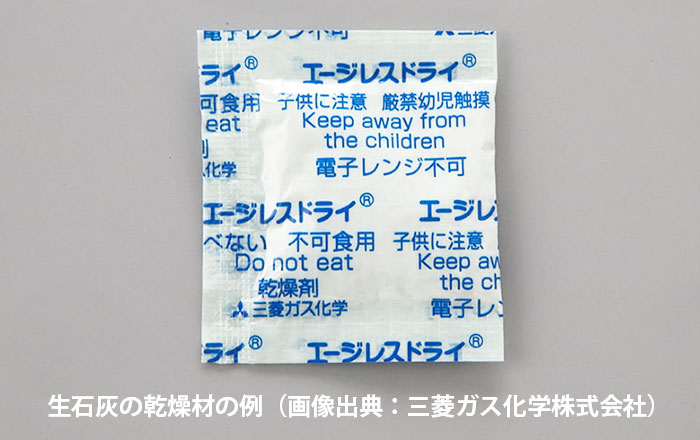 電子レンジ不可 三菱
ライ® エージレスドライ®
可食用 子供に注意 厳禁幼児触摸
eat Keep away from
the children
剤 電子レンジ不可
化学
エージレスドライ® エージレス
べない 不可食用 子供に注意
Do not eat Keep aw
乾燥剤 the ch
三菱ガス化学 電子レン
ライ® エージレスドライ®
生石灰の乾燥材の例（画像出典：三菱ガス化学株式会社）